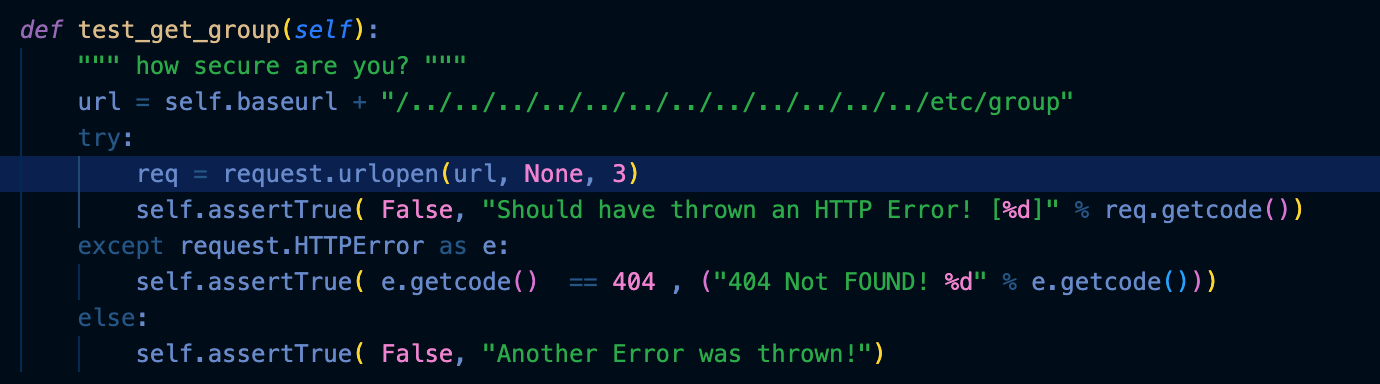 def test_get_group(self):
    """ how secure are you? """
    url = self.baseurl + "/../../../../../../../../../../../../etc/group"
    try:
        req = request.urlopen(url, None, 3)
        self.assertTrue( False, "Should have thrown an HTTP Error! [%d]" % req.getcode())
    except request.HTTPError as e:
        self.assertTrue( e.getcode()  == 404 , ("404 Not FOUND! %d" % e.getcode()))
    else:
        self.assertTrue( False, "Another Error was thrown!")